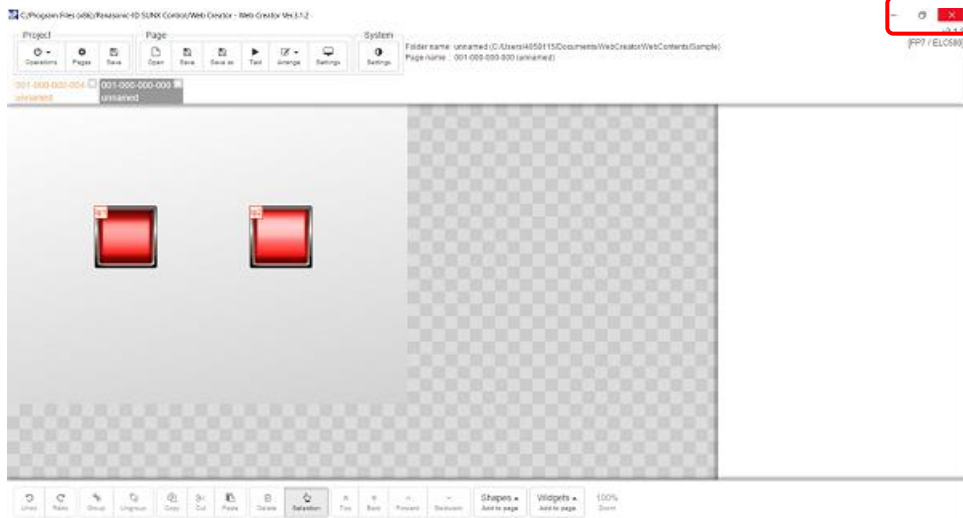 C:/Program Files (x86)/Panasonic-ID SUNX Control/Web Creator - Web Creator Ver.3.1.2
Project
Page
System
Operations
Pages
Save
Open
Save
Save as
Test
Arrange
Settings
Settings
Folder name: unnamed (C:/Users/4050115/Documents/WebCreator/WebContents/Sample)
Page name : 001-000-000-000 (unnamed)
[FP7 / ELC500]
001-000-002-004
unnamed
001-000-000-000
unnamed
Undo
Redo
Group
Ungroup
Copy
Cut
Paste
Delete
Selection
Top
Back
Forward
Backward
Shapes
Add to page
Widgets
Add to page
100%
Zoom